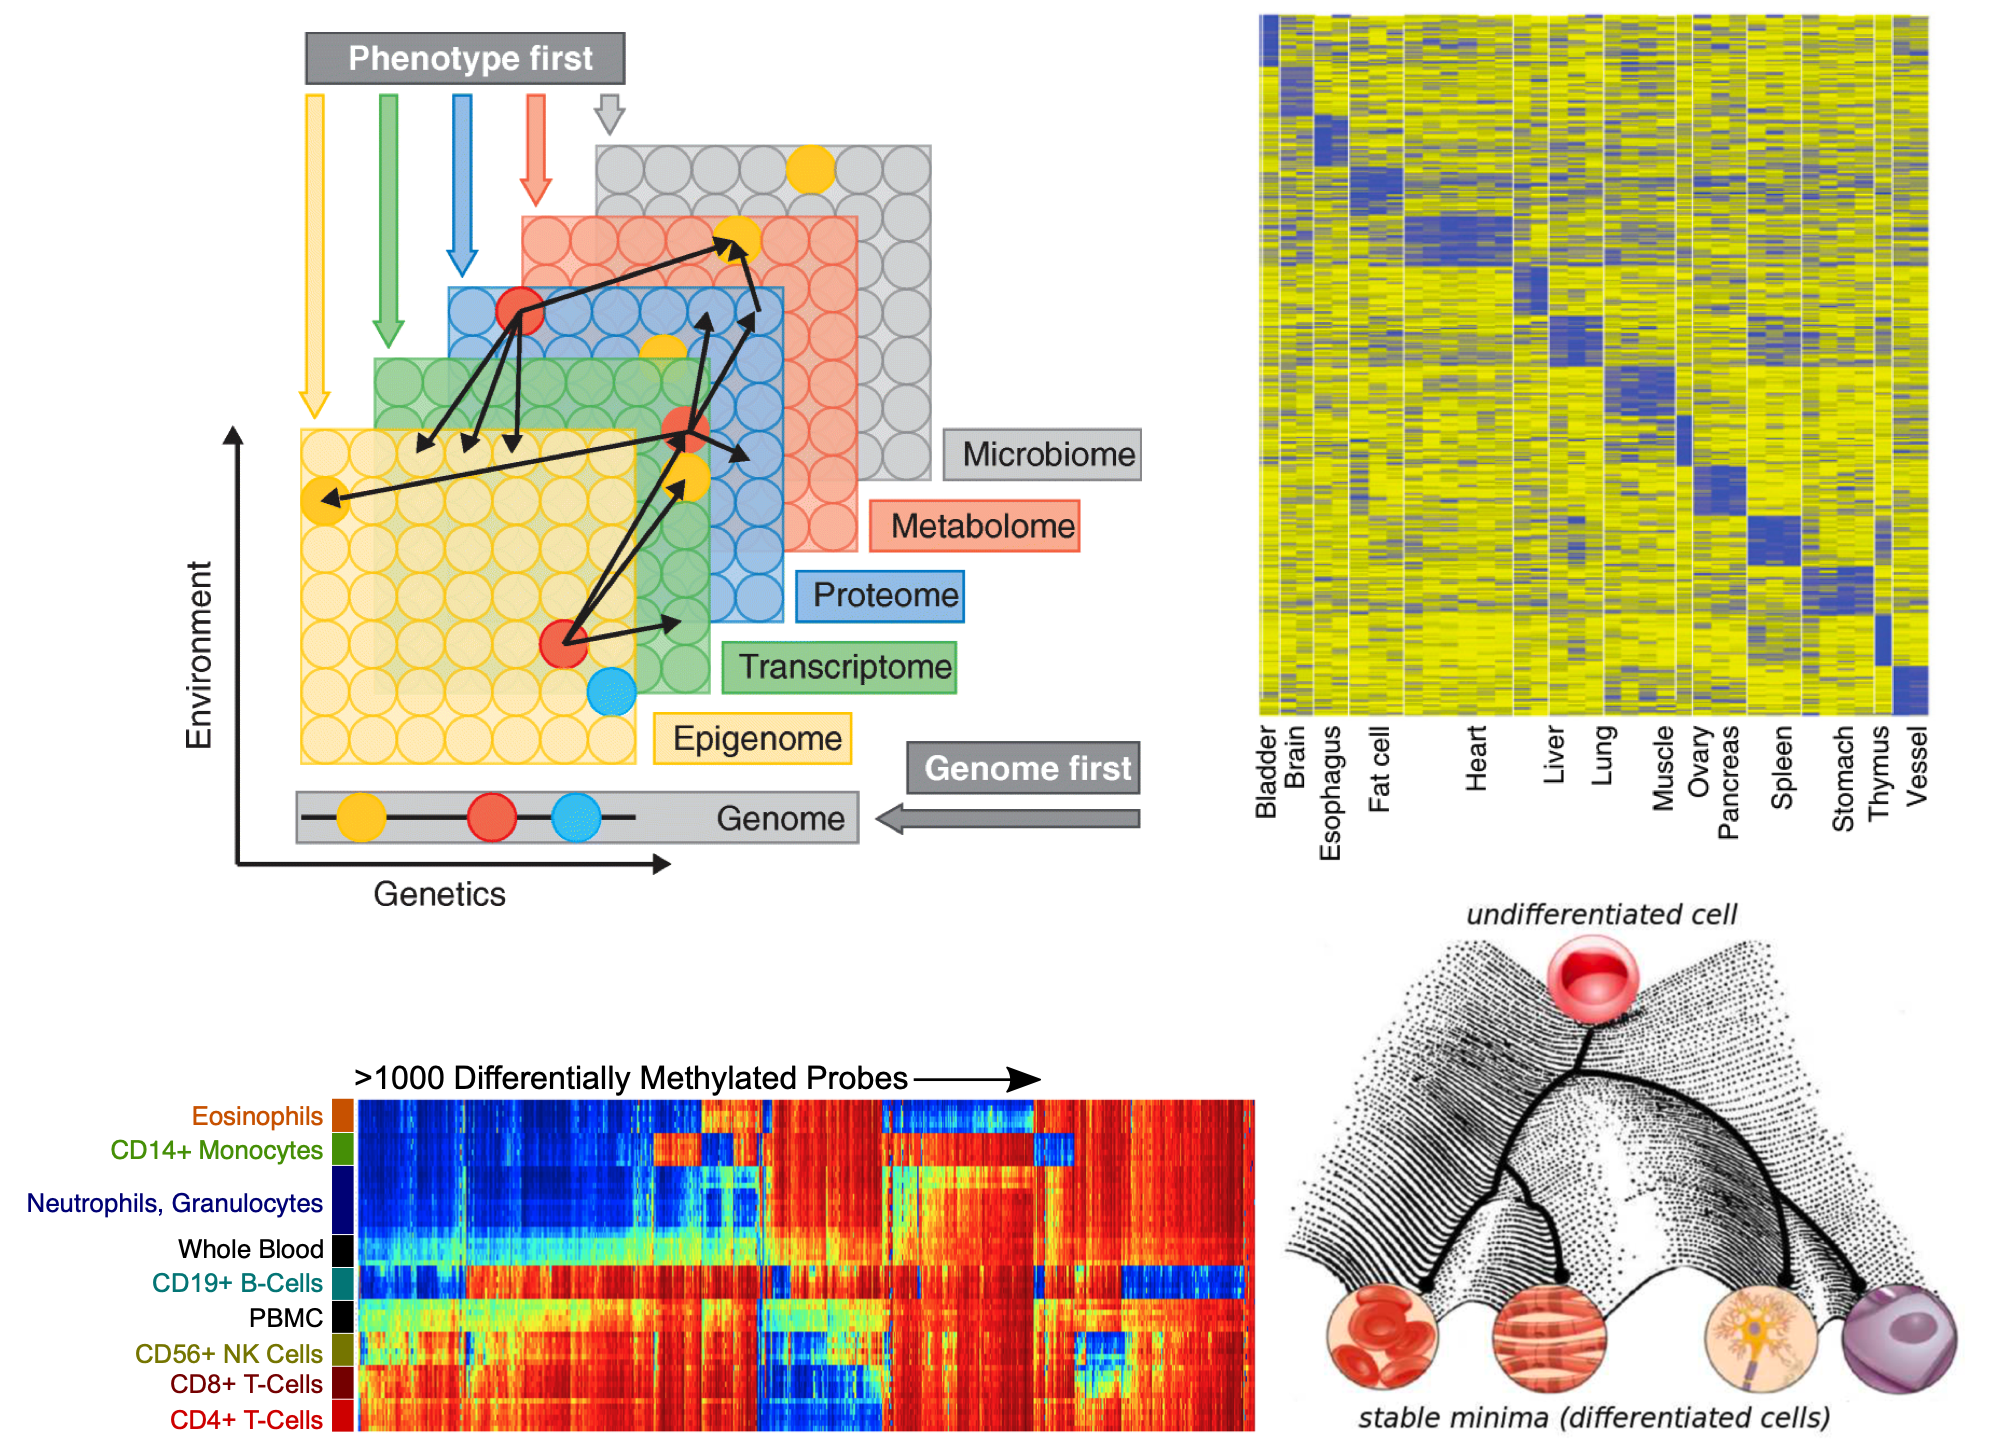 Phenotype first
Microbiome
Metabolome
Proteome
Transcriptome
Epigenome
Genome first
Genome
Environment
Genetics
Bladder
Brain
Esophagus
Fat cell
Heart
Liver
Lung
Muscle
Ovary
Pancreas
Spleen
Stomach
Thymus
Vessel
>1000 Differentially Methylated Probes
Eosinophils
CD14+ Monocytes
Neutrophils, Granulocytes
Whole Blood
CD19+ B-Cells
PBMC
CD56+ NK Cells
CD8+ T-Cells
CD4+ T-Cells
undifferentiated cell
stable minima (differentiated cells)